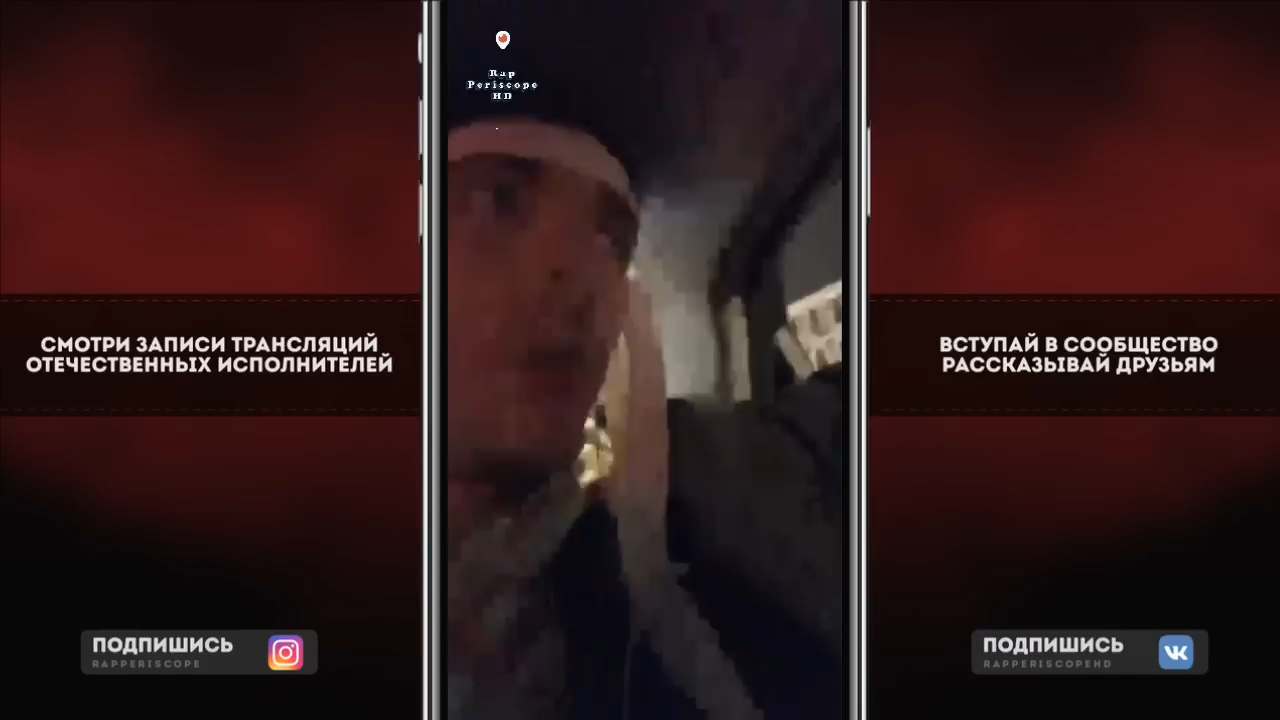 Rap
Periscope
HD
СМОТРИ ЗАПИСИ ТРАНСЛЯЦИЙ
ОТЕЧЕСТВЕННЫХ ИСПОЛНИТЕЛЕЙ
ВСТУПАЙ В СООБЩЕСТВО
РАССКАЗЫВАЙ ДРУЗЬЯМ
ПОДПИШИСЬ
RAPPERISCOPE
ПОДПИШИСЬ
RAPPERISCOPEHD